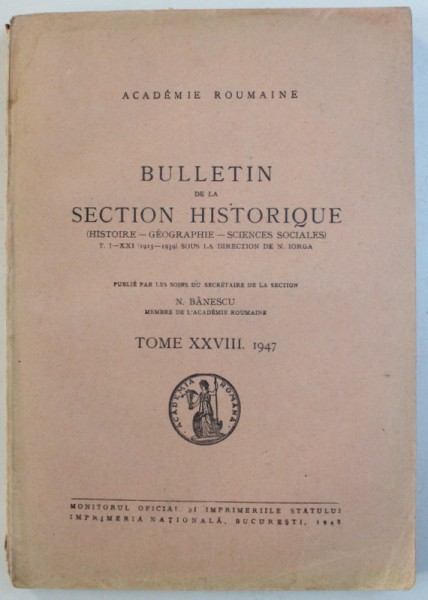 ACADÉMIE ROUMAINE
BULLETIN
DE LA
SECTION HISTORIQUE
(HISTOIRE — GÉOGRAPHIE — SCIENCES SOCIALES)
T. I—XXI (1913—1939) SOUS LA DIRECTION DE N. IORGA
PUBLIÉ PAR LES SOINS DU SECRÉTAIRE DE LA SECTION
N. BĂNESCU
MEMBRE DE L'ACADÉMIE ROUMAINE
TOME XXVIII. 1947
ACADEMIA ROMANA
MONITORUL OFICIAL ȘI IMPRIMERIILE STATULUI
IMPRIMERIA NAȚIONALĂ, BUCUREȘTI,